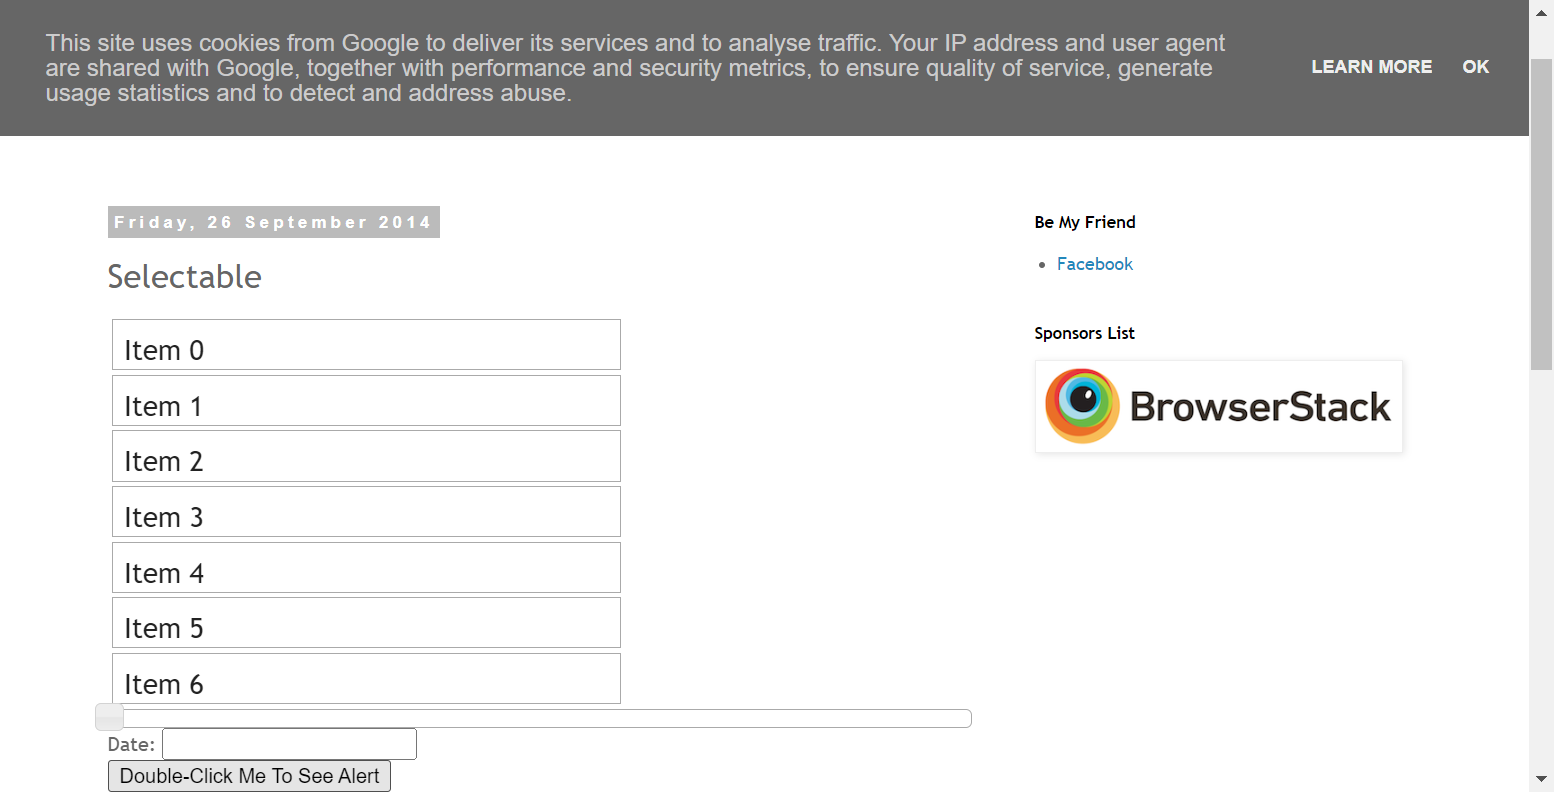 This site uses cookies from Google to deliver its services and to analyse traffic. Your IP address and user agent
are shared with Google, together with performance and security metrics, to ensure quality of service, generate
usage statistics and to detect and address abuse.
LEARN MORE OK
Friday, 26 September 2014
Selectable
Item 0
Item 1
Item 2
Item 3
Item 4
Item 5
Item 6
Date:
Double-Click Me To See Alert
Be My Friend
Facebook
Sponsors List
BrowserStack